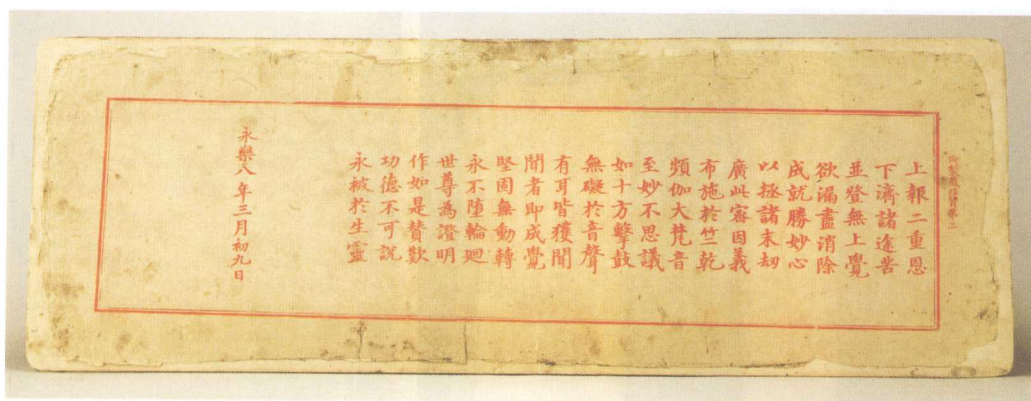 上報二重恩
下濟諸途苦
並登無上覺
欲漏盡消除
成就勝妙心
以拯諸末劫
廣此密因義
布施於竺乾
頻伽大梵音
至妙不思議
如十方擊鼓
無礙於音聲
有耳皆獲聞
聞者即成覺
堅固無動轉
永不墮輪廻
世尊為證明
作如是贊歎
功德不可說
永被於生靈
永樂八年三月初九日